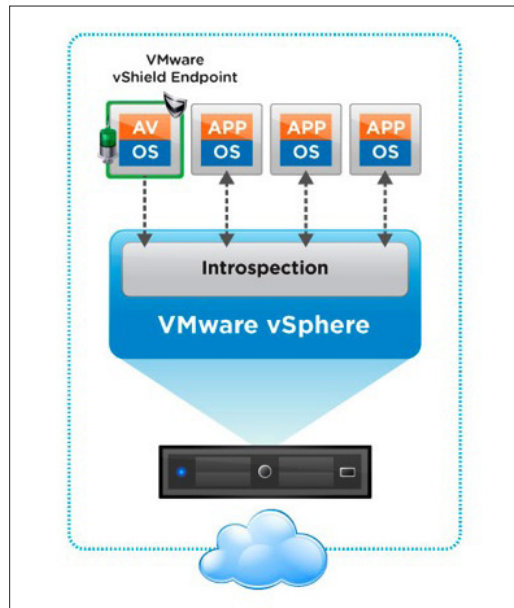 VMware
vShield Endpoint
AV APP APP APP
OS OS OS OS
Introspection
VMware vSphere